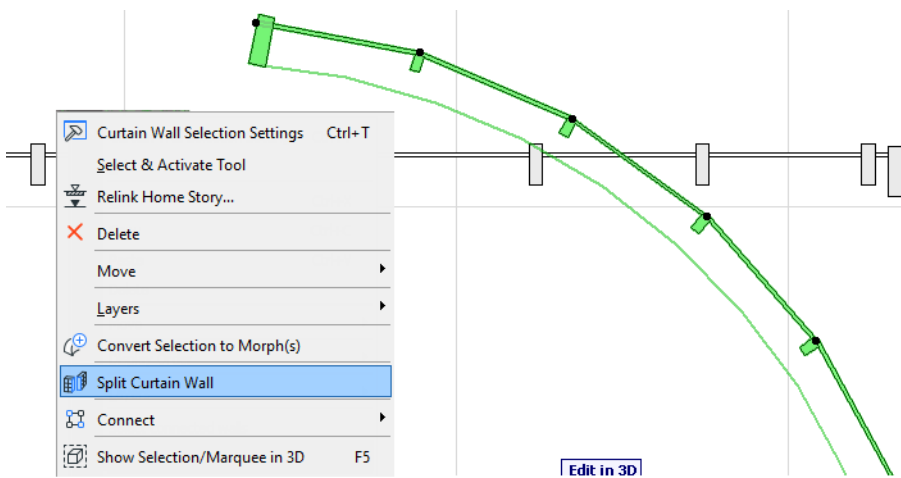 Curtain Wall Selection Settings Ctrl+T
Select & Activate Tool
Relink Home Story...
Delete
Move
Layers
Convert Selection to Morph(s)
Split Curtain Wall
Connect
Show Selection/Marquee in 3D F5
Edit in 3D